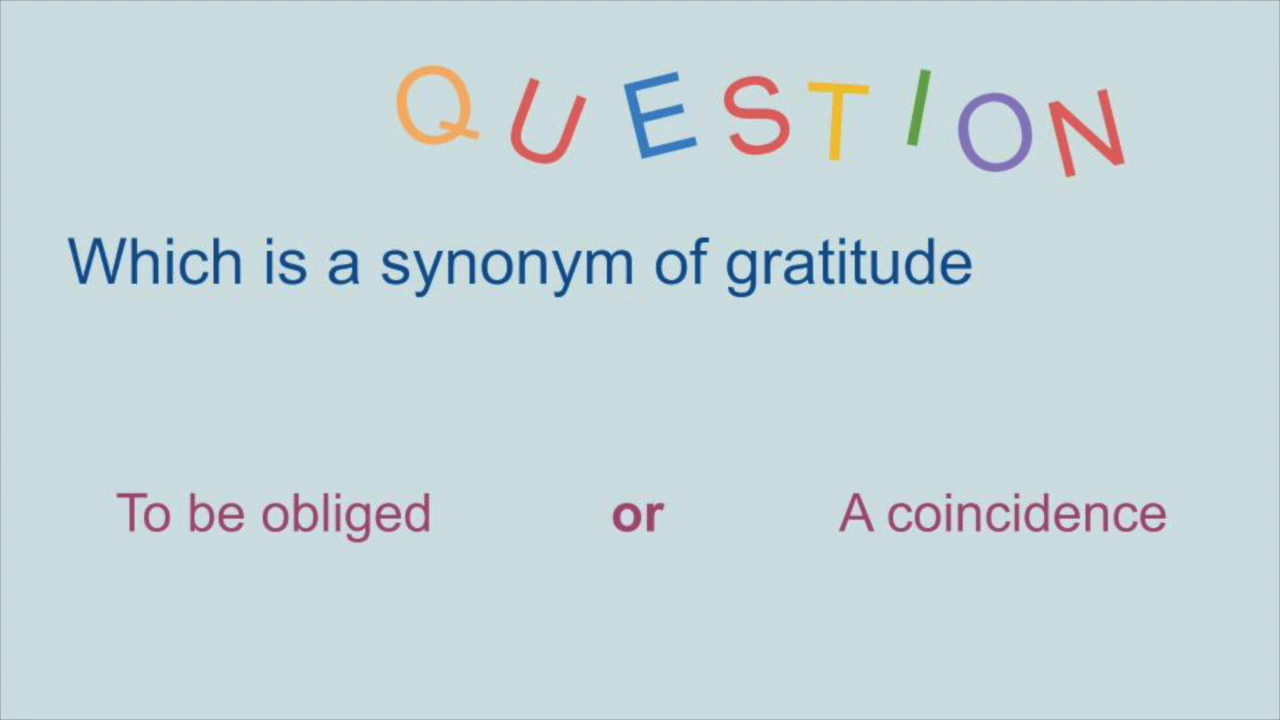 QUESTION
Which is a synonym of gratitude
To be obliged or A coincidence